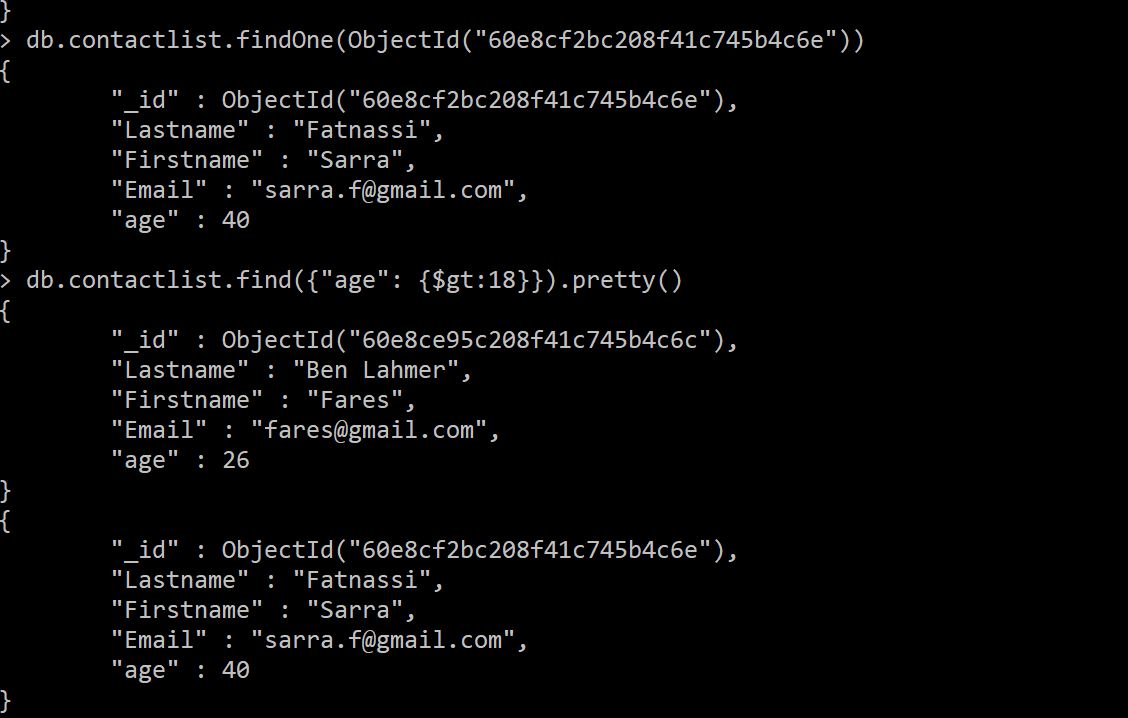 }
> db.contactlist.findOne(ObjectId("60e8cf2bc208f41c745b4c6e"))
{
        "_id" : ObjectId("60e8cf2bc208f41c745b4c6e"),
        "Lastname" : "Fatnassi",
        "Firstname" : "Sarra",
        "Email" : "sarra.f@gmail.com",
        "age" : 40
}
> db.contactlist.find({"age": {$gt:18}}).pretty()
{
        "_id" : ObjectId("60e8ce95c208f41c745b4c6c"),
        "Lastname" : "Ben Lahmer",
        "Firstname" : "Fares",
        "Email" : "fares@gmail.com",
        "age" : 26
}
{
        "_id" : ObjectId("60e8cf2bc208f41c745b4c6e"),
        "Lastname" : "Fatnassi",
        "Firstname" : "Sarra",
        "Email" : "sarra.f@gmail.com",
        "age" : 40
}